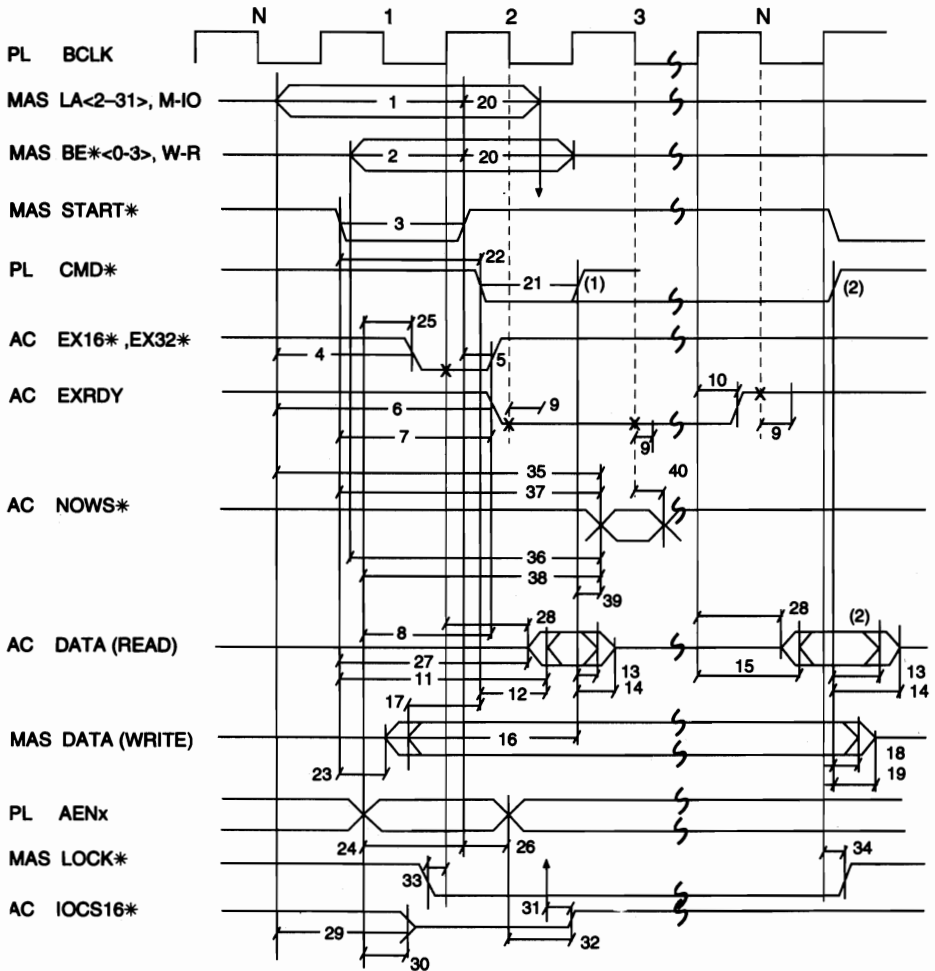 N 1 2 3 N
PL BCLK
MAS LA<2–31>, M-IO 1 20
MAS BE*<0-3>, W-R 2 20
MAS START* 3
22
PL CMD* 21 (1) (2)
25
AC EX16* ,EX32* 4 5
10
AC EXRDY 6 9
7 9 9
35 40
37
AC NOWS*
36
38
39
28 28 (2)
8
AC DATA (READ)
27 13 15 13
11 12 14 14
17
MAS DATA (WRITE) 16
18
23 19
PL AENx
24 26
MAS LOCK* 34
33
AC IOCS16* 31
29 32
30